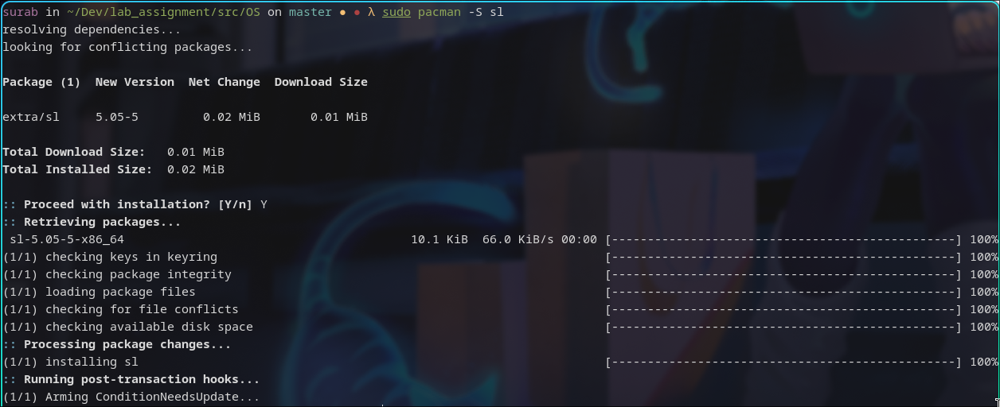 surab in ~/Dev/lab_assignment/src/OS on master ● ● λ sudo pacman -S sl
resolving dependencies...
looking for conflicting packages...
Package (1)  New Version  Net Change  Download Size
extra/sl     5.05-5         0.02 MiB       0.01 MiB
Total Download Size:   0.01 MiB
Total Installed Size:  0.02 MiB
:: Proceed with installation? [Y/n] Y
:: Retrieving packages...
 sl-5.05-5-x86_64                                        10.1 KiB  66.0 KiB/s 00:00 [------------------------------------------------] 100%
(1/1) checking keys in keyring                                                      [------------------------------------------------] 100%
(1/1) checking package integrity                                                    [------------------------------------------------] 100%
(1/1) loading package files                                                         [------------------------------------------------] 100%
(1/1) checking for file conflicts                                                   [------------------------------------------------] 100%
(1/1) checking available disk space                                                 [------------------------------------------------] 100%
:: Processing package changes...
(1/1) installing sl                                                                 [------------------------------------------------] 100%
:: Running post-transaction hooks...
(1/1) Arming ConditionNeedsUpdate...